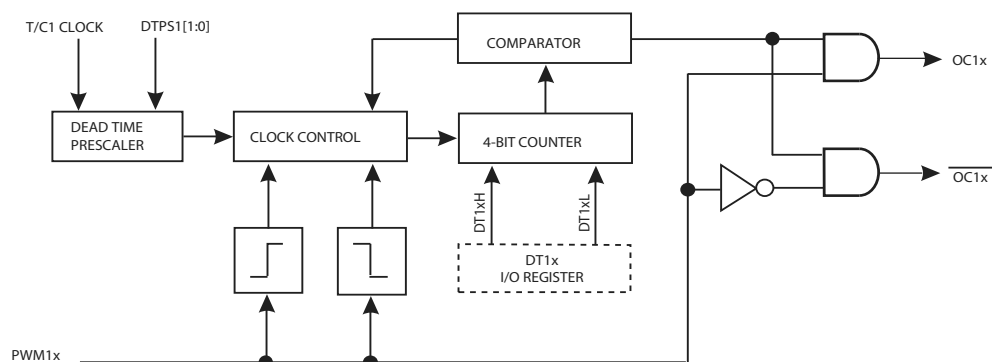 T/C1 CLOCK
DTPS1[1:0]
COMPARATOR
OC1x
DEAD TIME
PRESCALER
CLOCK CONTROL
4-BIT COUNTER
OC1x
DT1xH
DT1xL
DT1x
I/O REGISTER
PWM1x